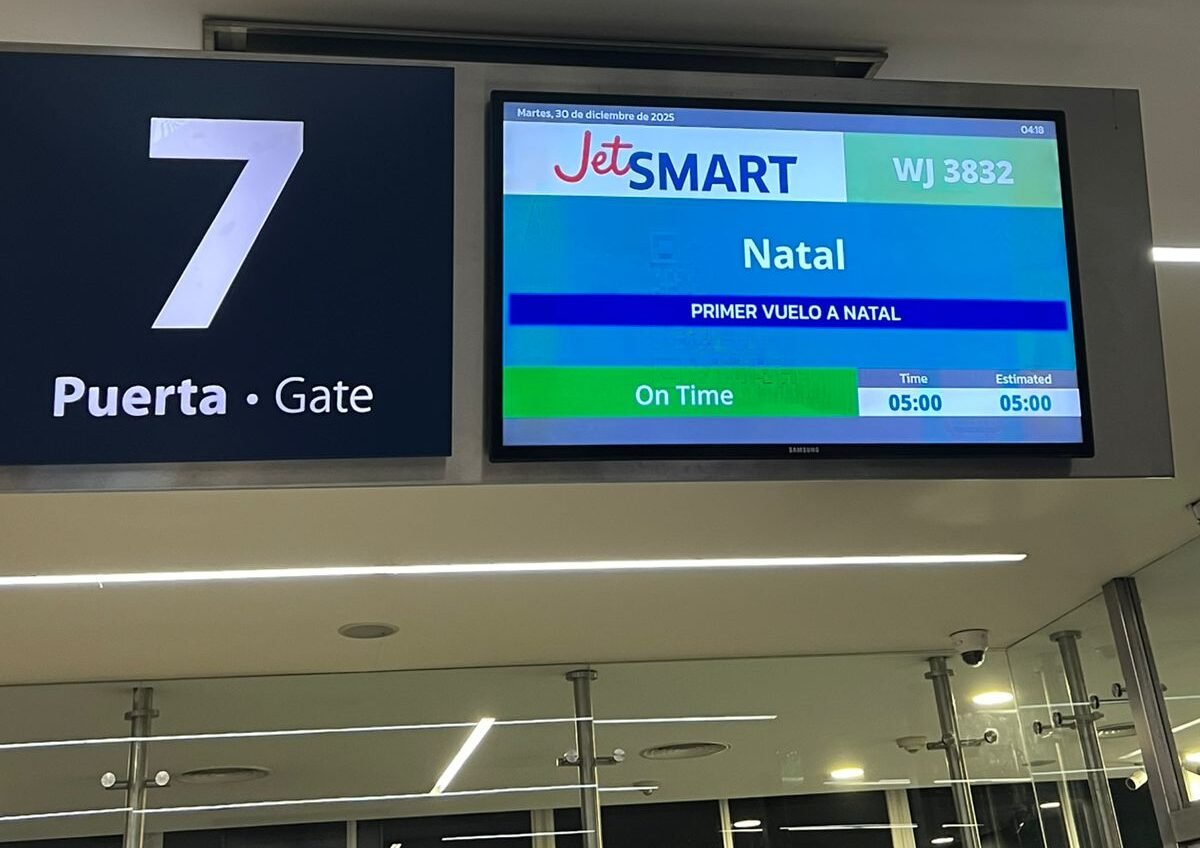 7
Puerta · Gate
Martes, 30 de diciembre de 2025
04:18
JetSMART
WJ 3832
Natal
PRIMER VUELO A NATAL
On Time
Time
Estimated
05:00
05:00
SAMSUNG